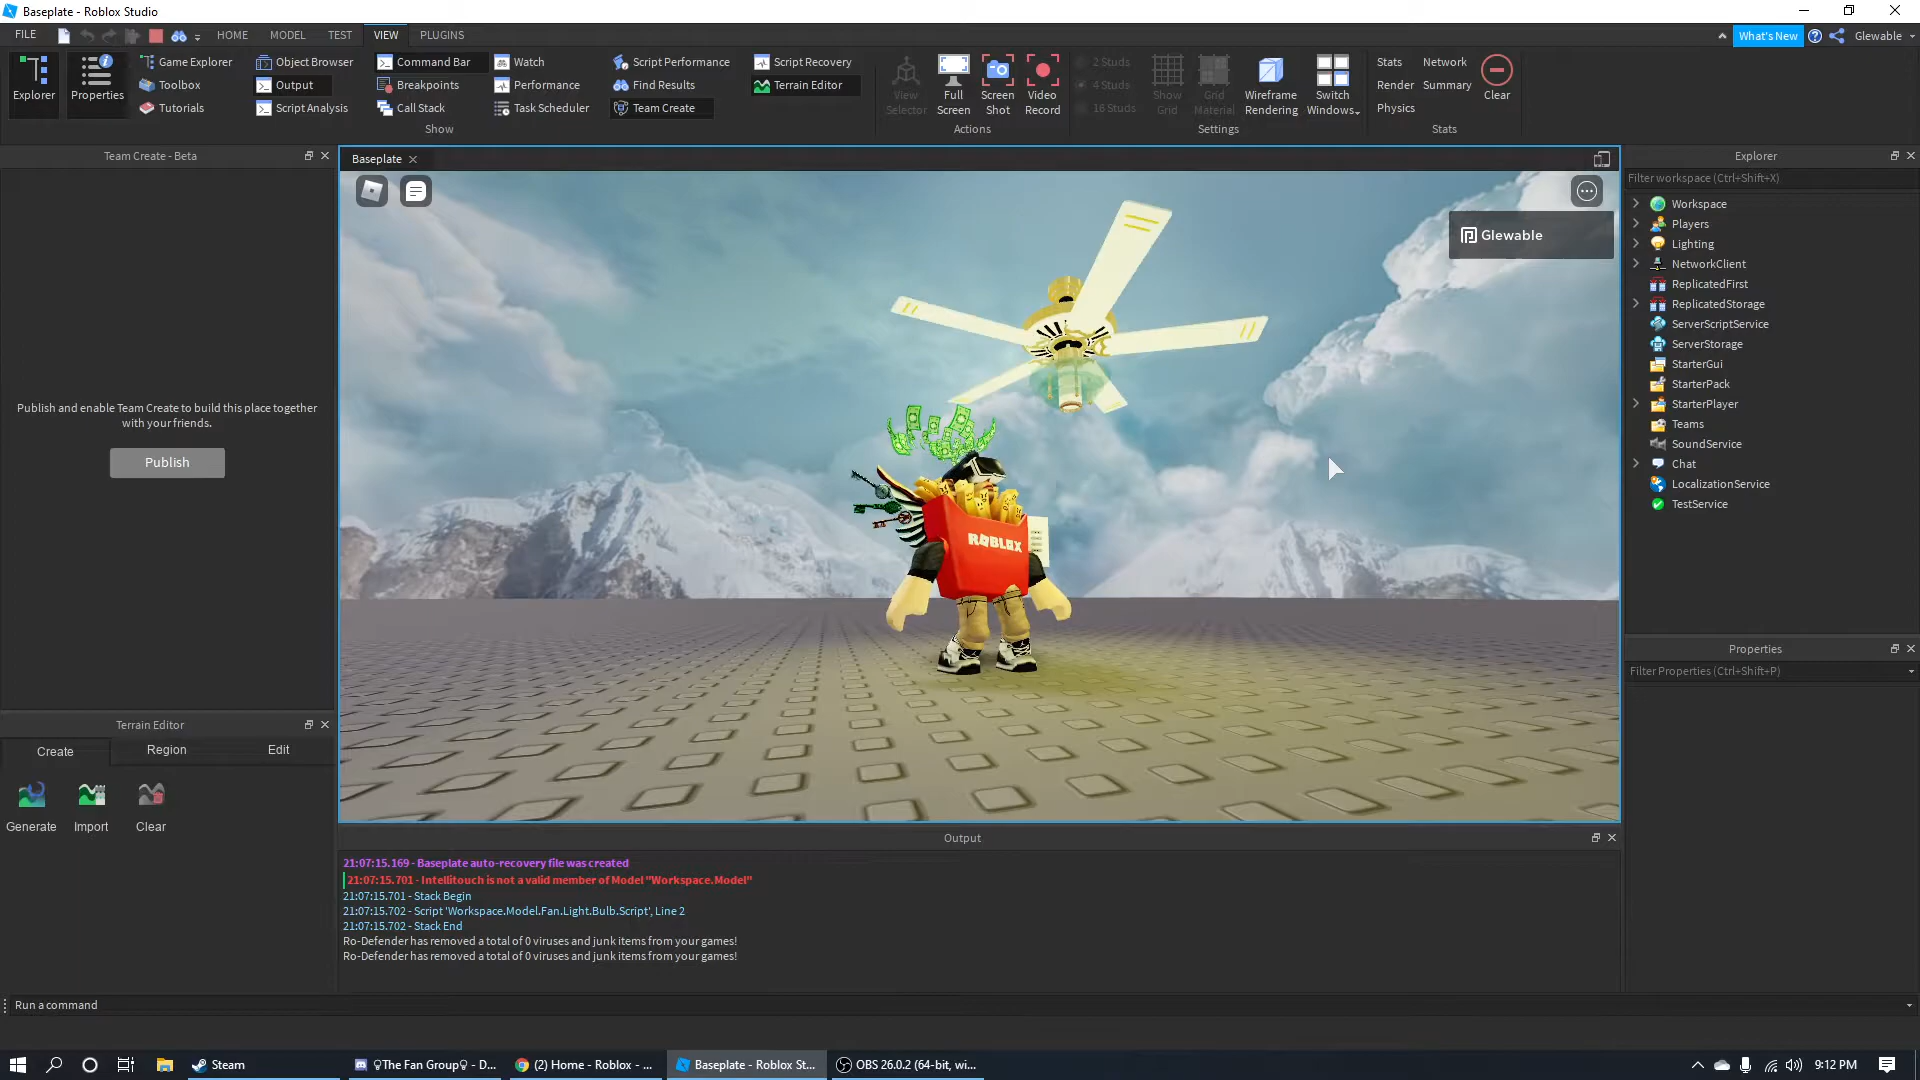 Baseplate - Roblox Studio
FILE
HOME
MODEL
TEST
VIEW
PLUGINS
What's New
Glewable
Explorer
Properties
Game Explorer
Toolbox
Tutorials
Object Browser
Output
Script Analysis
Command Bar
Breakpoints
Call Stack
Watch
Performance
Task Scheduler
Script Performance
Find Results
Team Create
Script Recovery
Terrain Editor
Show
View
Selector
Full
Screen
Screen
Shot
Video
Record
Actions
2 Studs
4 Studs
16 Studs
Show
Grid
Grid
Material
Wireframe
Rendering
Switch
Windows
Settings
Stats
Network
Render
Summary
Physics
Clear
Stats
Team Create - Beta
Publish and enable Team Create to build this place together
with your friends.
Publish
Terrain Editor
Create
Region
Edit
Generate
Import
Clear
Baseplate
Glewable
ROBLOX
Output
21:07:15.169 - Baseplate auto-recovery file was created
21:07:15.701 - Intellitouch is not a valid member of Model "Workspace.Model"
21:07:15.701 - Stack Begin
21:07:15.702 - Script 'Workspace.Model.Fan.Light.Bulb.Script', Line 2
21:07:15.702 - Stack End
Ro-Defender has removed a total of 0 viruses and junk items from your games!
Ro-Defender has removed a total of 0 viruses and junk items from your games!
Run a command
Explorer
Filter workspace (Ctrl+Shift+X)
Workspace
Players
Lighting
NetworkClient
ReplicatedFirst
ReplicatedStorage
ServerScriptService
ServerStorage
StarterGui
StarterPack
StarterPlayer
Teams
SoundService
Chat
LocalizationService
TestService
Properties
Filter Properties (Ctrl+Shift+P)
Steam
The Fan Group - D...
(2) Home - Roblox - ...
Baseplate - Roblox St...
OBS 26.0.2 (64-bit, wi...
9:12 PM